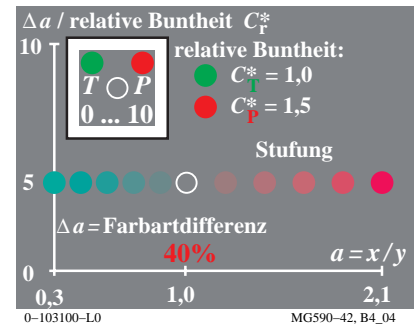 Δa / relative Buntheit C*r
10
relative Buntheit:
T P
0 ... 10
C*T = 1,0
C*P = 1,5
Stufung
5
Δa = Farbartdifferenz
40%
a = x / y
0
0,3 1,0 2,1
0–103100–L0 MG590–42, B4_04